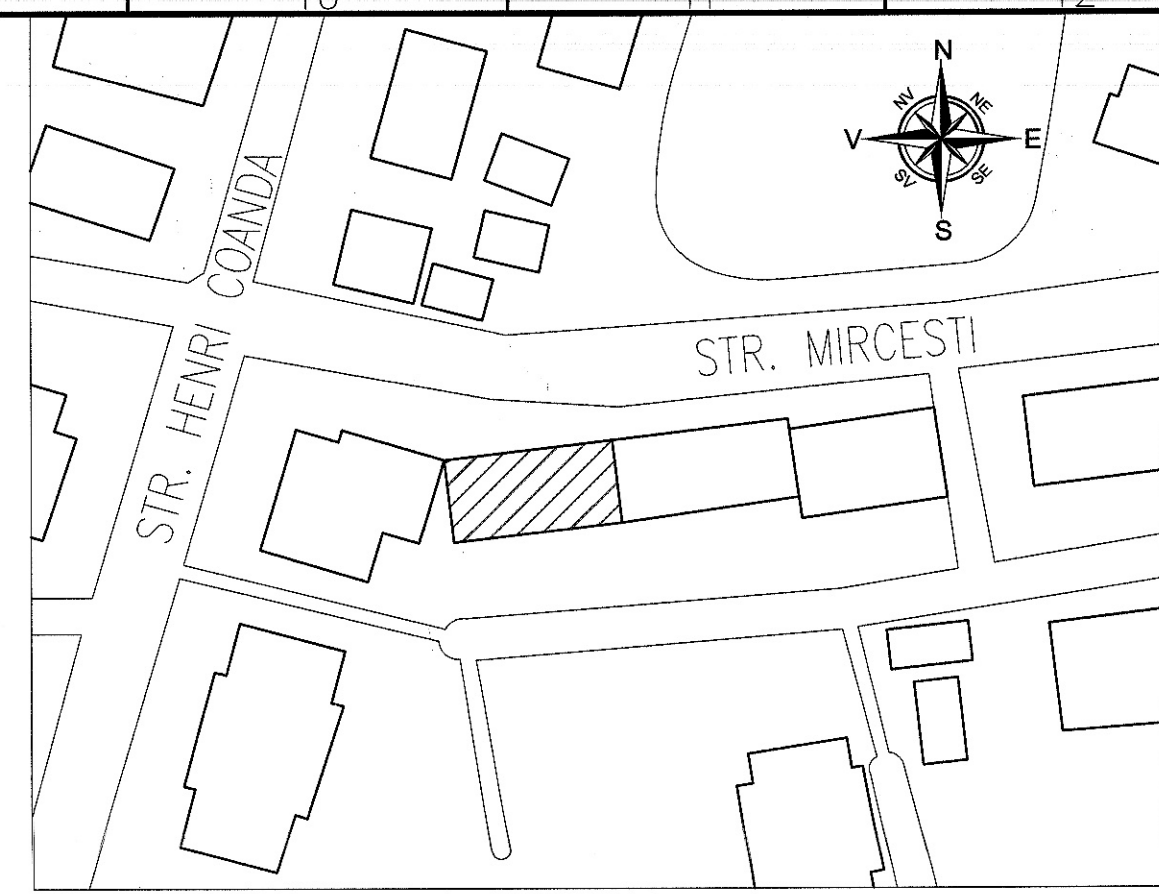 N
NV NE
V E
SV SE
S
STR. HENRI COANDA
STR. MIRCESTI